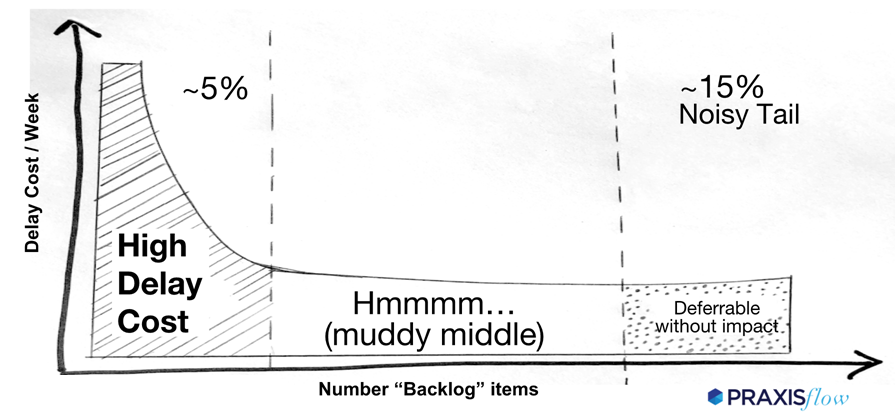 ~5%
~15%
Noisy Tail
Delay Cost / Week
High
Delay
Cost
Hmmmm...
(muddy middle)
Deferrable
without impact
Number “Backlog” items
PRAXISflow